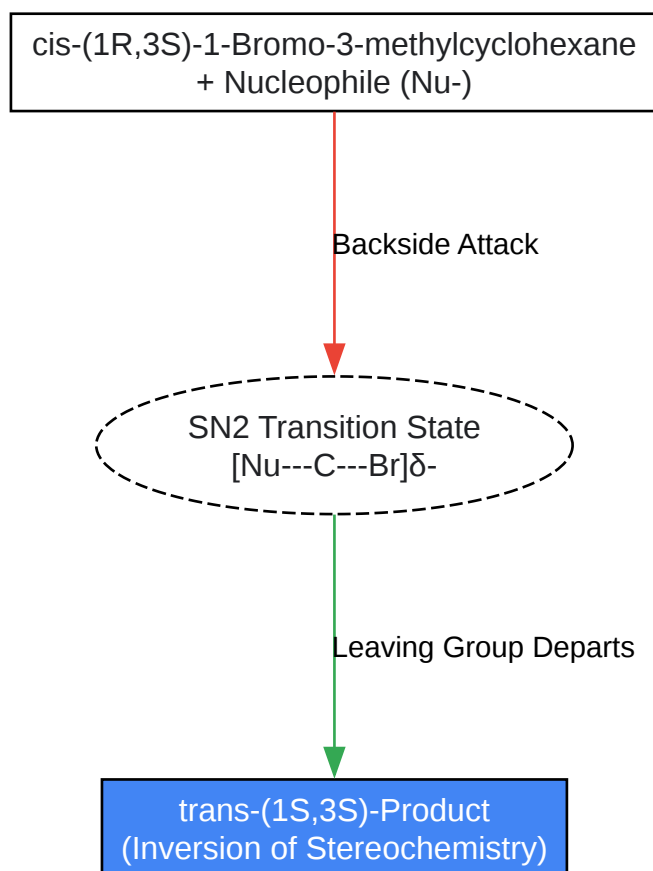 cis-(1R,3S)-1-Bromo-3-methylcyclohexane
+ Nucleophile (Nu-)
Backside Attack
SN2 Transition State
[Nu---C---Br]δ-
Leaving Group Departs
trans-(1S,3S)-Product
(Inversion of Stereochemistry)